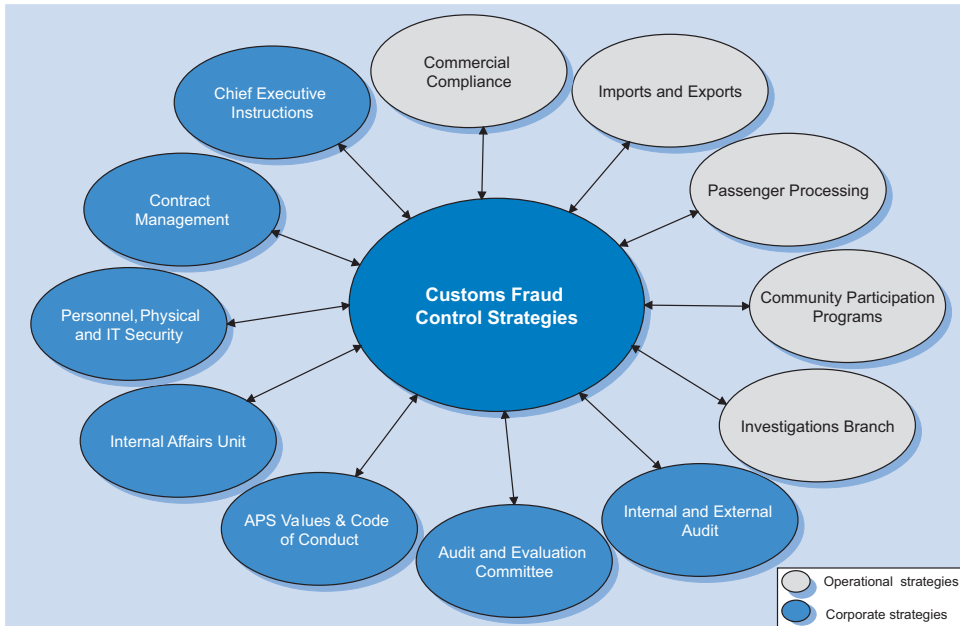 Commercial
Compliance
Imports and Exports
Passenger Processing
Community Participation
Programs
Investigations Branch
Internal and External
Audit
Audit and Evaluation
Committee
APS Values & Code
of Conduct
Internal Affairs Unit
Personnel, Physical
and IT Security
Contract
Management
Chief Executive
Instructions
Customs Fraud
Control Strategies
Operational strategies
Corporate strategies